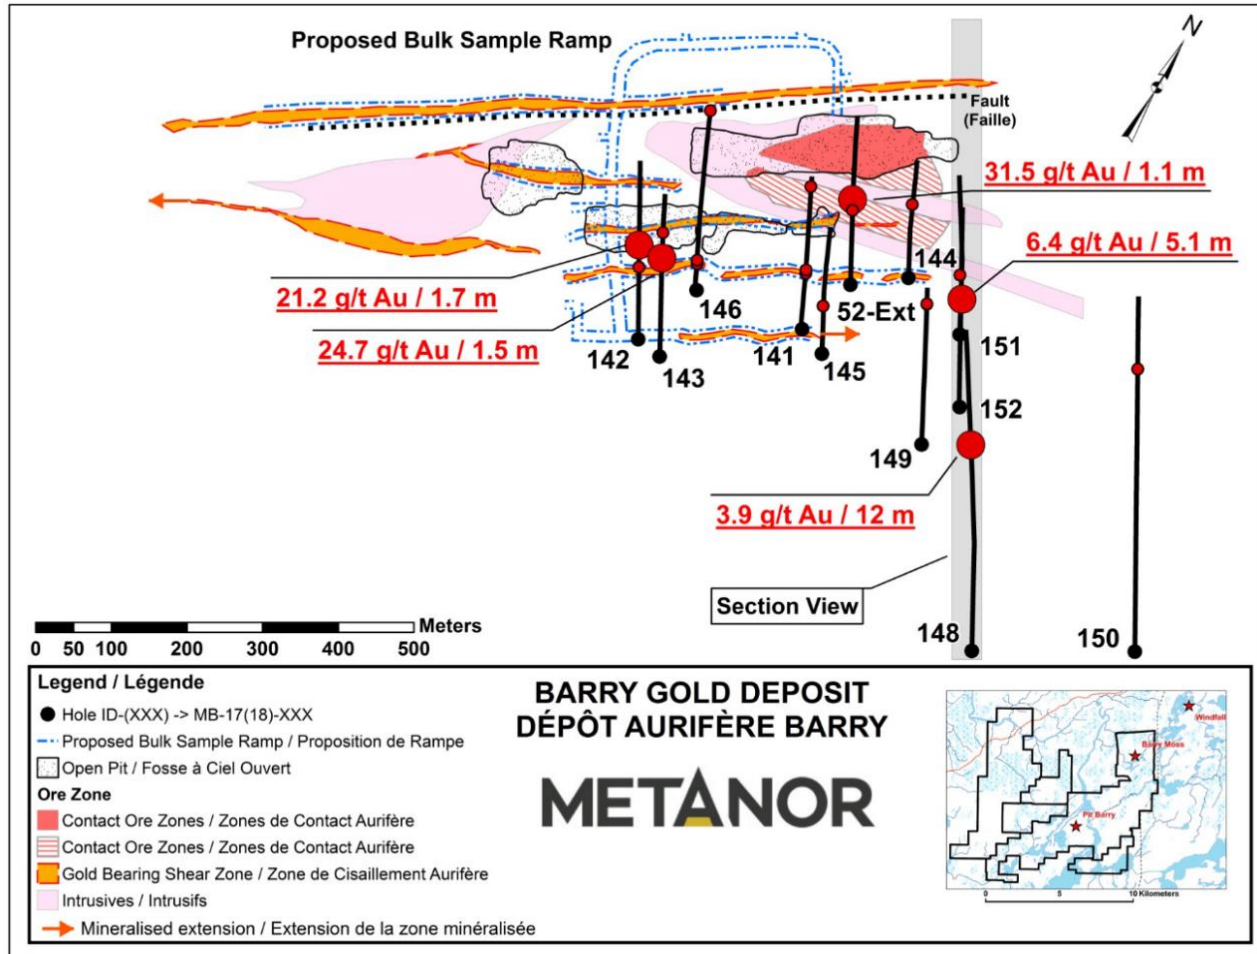 Proposed Bulk Sample Ramp
N
Fault
(Faille)
31.5 g/t Au / 1.1 m
6.4 g/t Au / 5.1 m
21.2 g/t Au / 1.7 m
24.7 g/t Au / 1.5 m
144
146
52-Ext
142
143
141
145
151
152
149
3.9 g/t Au / 12 m
Section View
148
150
Meters
0 50 100 200 300 400 500
Legend / Légende
Hole ID-(XXX) -> MB-17(18)-XXX
Proposed Bulk Sample Ramp / Proposition de Rampe
Open Pit / Fosse à Ciel Ouvert
Ore Zone
Contact Ore Zones / Zones de Contact Aurifère
Contact Ore Zones / Zones de Contact Aurifère
Gold Bearing Shear Zone / Zone de Cisaillement Aurifère
Intrusives / Intrusifs
Mineralised extension / Extension de la zone minéralisée
BARRY GOLD DEPOSIT
DÉPÔT AURIFÈRE BARRY
METANOR
Windfall
Barry Moss
Pit Barry
0 5 10 Kilometers